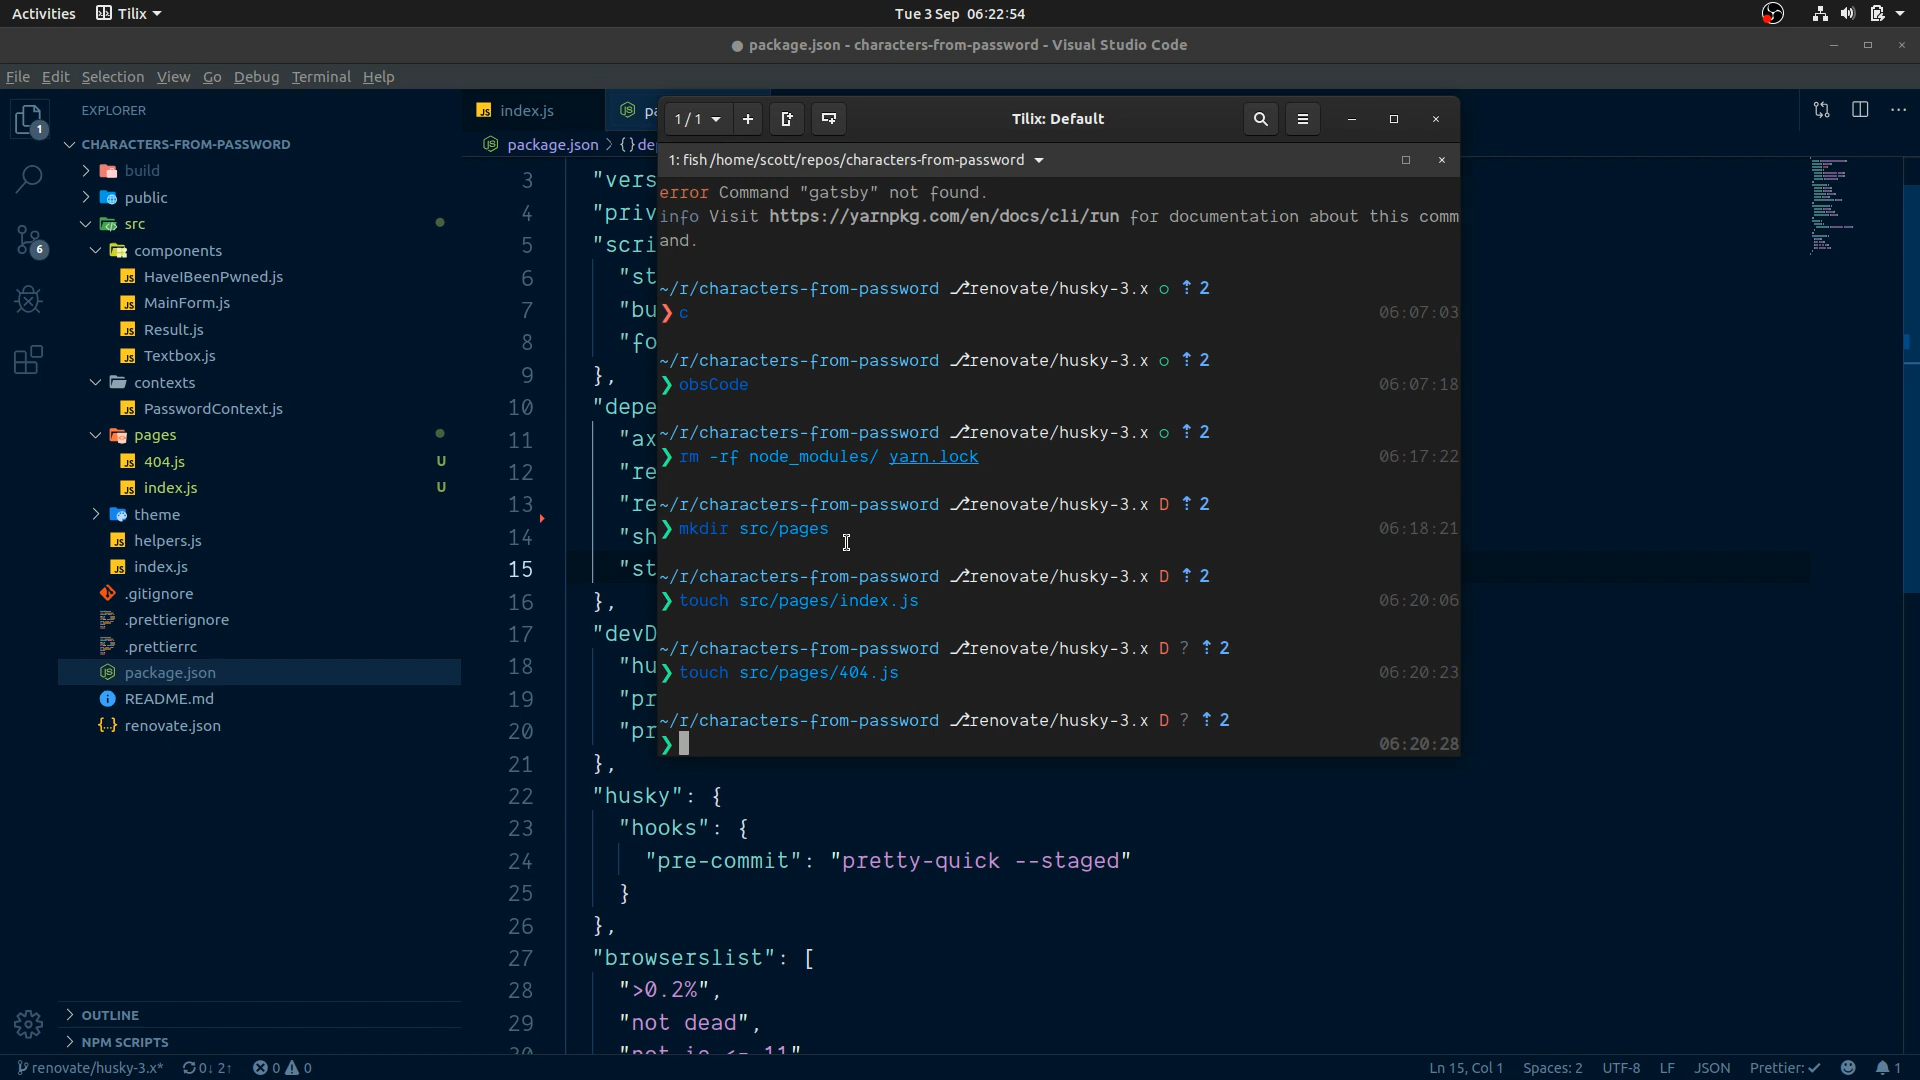 Activities Tilix Tue 3 Sep 06:22:54
● package.json - characters-from-password - Visual Studio Code
File Edit Selection View Go Debug Terminal Help
EXPLORER
CHARACTERS-FROM-PASSWORD
build
public
src
components
HaveIBeenPwned.js
MainForm.js
Result.js
Textbox.js
contexts
PasswordContext.js
pages
404.js U
index.js U
theme
helpers.js
index.js
.gitignore
.prettierignore
.prettierrc
package.json
README.md
renovate.json
OUTLINE
NPM SCRIPTS
1
6
index.js pa
package.json > {} de
3 "vers
4 "priv
5 "scri
6 "st
7 "bu
8 "fo
9 },
10 "depe
11 "ax
12 "re
13 "re
14 "sh
15 "st
16 },
17 "devD
18 "hu
19 "pr
20 "pr
21 },
22 "husky": {
23 "hooks": {
24 "pre-commit": "pretty-quick --staged"
25 }
26 },
27 "browserslist": [
28 ">0.2%",
29 "not dead",
30 "not ie <= 11"
1 / 1 Tilix: Default
1: fish /home/scott/repos/characters-from-password
error Command "gatsby" not found.
info Visit https://yarnpkg.com/en/docs/cli/run for documentation about this comm
and.
~/r/characters-from-password ⎇renovate/husky-3.x ○ ⇡ 2
❯ c 06:07:03
~/r/characters-from-password ⎇renovate/husky-3.x ○ ⇡ 2
❯ obsCode 06:07:18
~/r/characters-from-password ⎇renovate/husky-3.x ○ ⇡ 2
❯ rm -rf node_modules/ yarn.lock 06:17:22
~/r/characters-from-password ⎇renovate/husky-3.x D ⇡ 2
❯ mkdir src/pages 06:18:21
~/r/characters-from-password ⎇renovate/husky-3.x D ⇡ 2
❯ touch src/pages/index.js 06:20:06
~/r/characters-from-password ⎇renovate/husky-3.x D ? ⇡ 2
❯ touch src/pages/404.js 06:20:23
~/r/characters-from-password ⎇renovate/husky-3.x D ? ⇡ 2
❯ 06:20:28
renovate/husky-3.x* 0↓ 2↑ 0 0 Ln 15, Col 1 Spaces: 2 UTF-8 LF JSON Prettier: ✓ 1